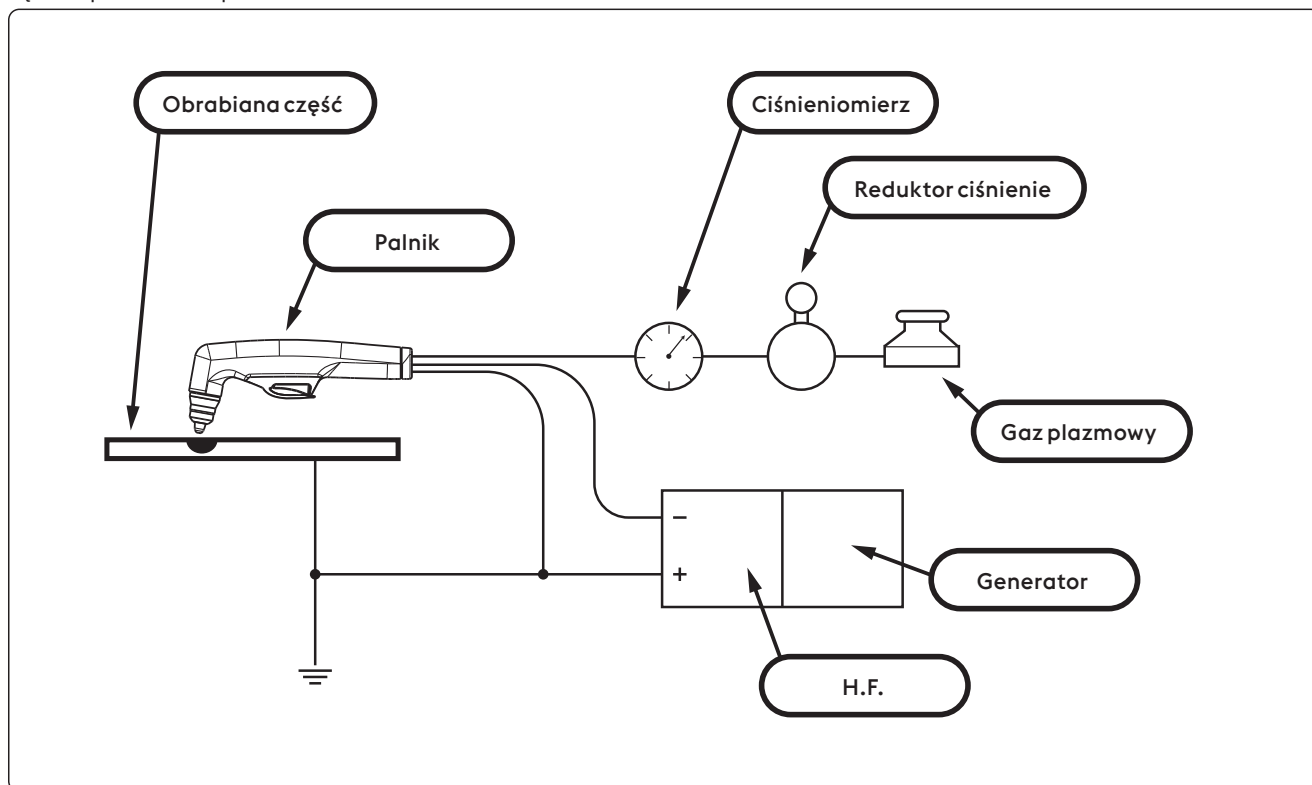 Obrabiana część
Ciśnieniomierz
Reduktor ciśnienie
Palnik
Gaz plazmowy
−
+
Generator
H.F.